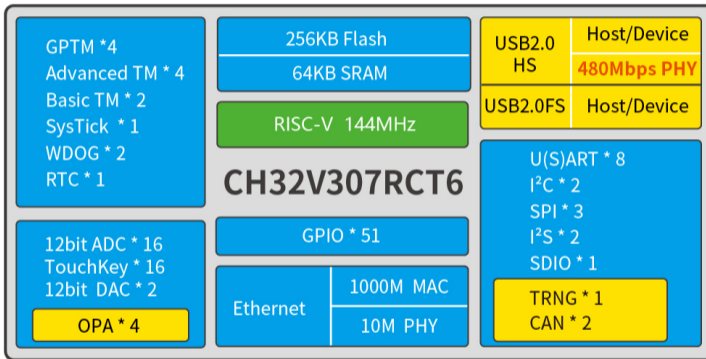 GPTM *4
Advanced TM * 4
Basic TM * 2
SysTick * 1
WDOG * 2
RTC * 1
12bit ADC * 16
TouchKey * 16
12bit DAC * 2
OPA * 4
256KB Flash
64KB SRAM
RISC-V 144MHz
CH32V307RCT6
GPIO * 51
Ethernet
1000M MAC
10M PHY
USB2.0
HS
Host/Device
480Mbps PHY
USB2.0FS
Host/Device
U(S)ART * 8
I²C * 2
SPI * 3
I²S * 2
SDIO * 1
TRNG * 1
CAN * 2